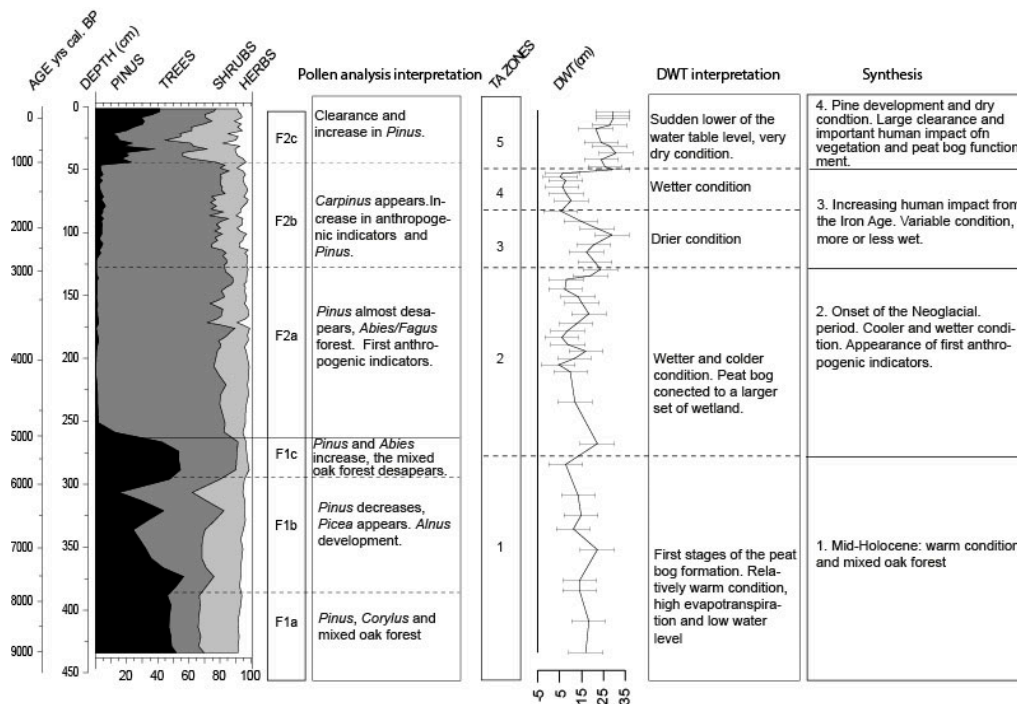 AGE yrs cal. BP
DEPTH (cm)
PINUS
TREES
SHRUBS
HERBS
Pollen analysis interpretation
TA ZONES
DWT (cm)
DWT interpretation
Synthesis
0
1000
2000
3000
4000
5000
6000
7000
8000
9000
0
50
100
150
200
250
300
350
400
450
20
40
60
80
100
F2c
F2b
F2a
F1c
F1b
F1a
Clearance and
increase in Pinus.
Carpinus appears.In
crease in anthropoge-
nic indicators and
Pinus.
Pinus almost desa-
pears, Abies/Fagus
forest. First anthro-
pogenic indicators.
Pinus and Abies
increase, the mixed
oak forest desapears.
Pinus decreases,
Picea appears. Alnus
development.
Pinus, Corylus and
mixed oak forest
5
4
3
2
1
-5
5
15
25
35
Sudden lower of the
water table level, very
dry condition.
Wetter condition
Drier condition
Wetter and colder
condition. Peat bog
conected to a larger
set of wetland.
First stages of the peat
bog formation. Rela-
tively warm condition,
high evapotranspira-
tion and low water
level
4. Pine development and dry
condtion. Large clearance and
important human impact ofn
vegetation and peat bog function
ment.
3. Increasing human impact from
the Iron Age. Variable condition,
more or less wet.
2. Onset of the Neoglacial.
period. Cooler and wetter condi-
tion. Appearance of first anthro-
pogenic indicators.
1. Mid-Holocene: warm condition
and mixed oak forest